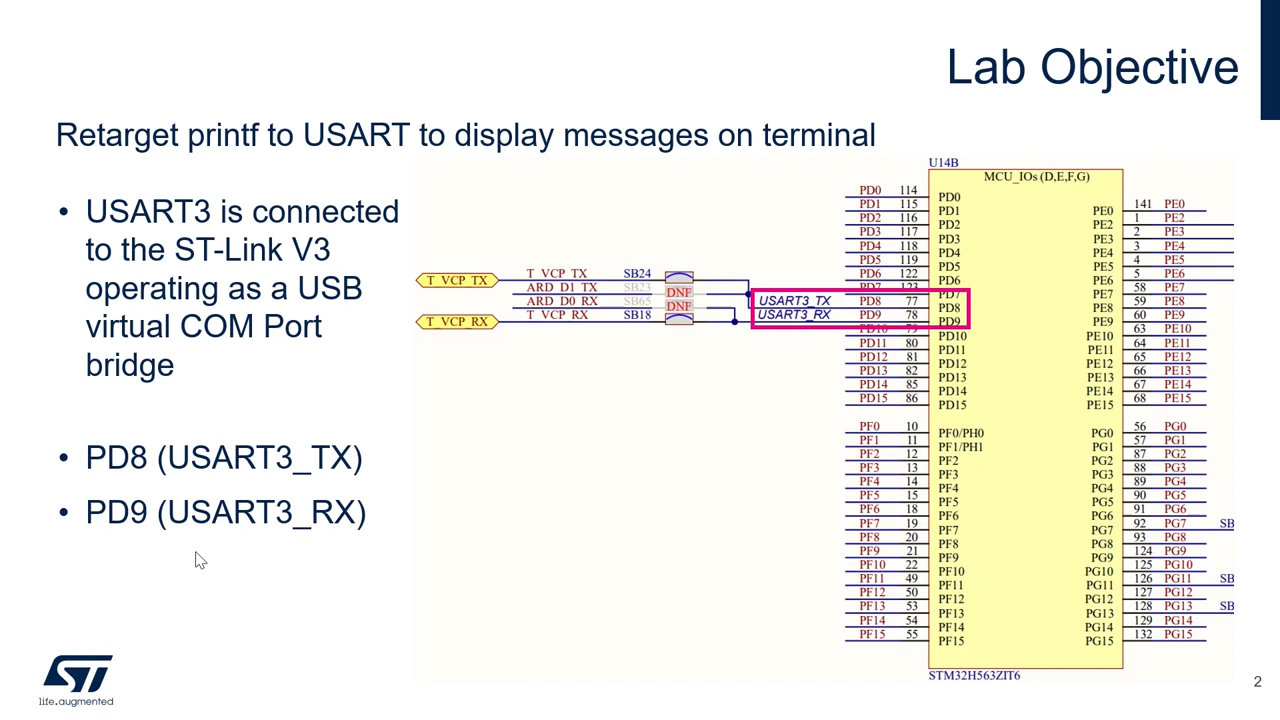 Lab Objective
Retarget printf to USART to display messages on terminal
• USART3 is connected
to the ST-Link V3
operating as a USB
virtual COM Port
bridge
• PD8 (USART3_TX)
• PD9 (USART3_RX)
U14B
MCU_IOs (D,E,F,G)
T_VCP_TX
T_VCP_RX
T_VCP_TX SB24
ARD_D1_TX SB23 DNF
ARD_D0_RX SB65 DNF
T_VCP_RX SB18
USART3_TX
USART3_RX
PD0 114 PD0
PD1 115 PD1
PD2 116 PD2
PD3 117 PD3
PD4 118 PD4
PD5 119 PD5
PD6 122 PD6
PD7 123 PD7
PD8 77 PD8
PD9 78 PD9
PD10 79 PD10
PD11 80 PD11
PD12 81 PD12
PD13 82 PD13
PD14 85 PD14
PD15 86 PD15
PE0 141 PE0
PE2 1 PE2
PE3 2 PE3
PE4 3 PE4
PE5 4 PE5
PE6 5 PE6
PE7 58 PE7
PE8 59 PE8
PE9 60 PE9
PE10 63 PE10
PE11 64 PE11
PE12 65 PE12
PE13 66 PE13
PE14 67 PE14
PE15 68 PE15
PF0 10 PF0/PH0
PF1 11 PF1/PH1
PF2 12 PF2
PF3 13 PF3
PF4 14 PF4
PF5 15 PF5
PF6 18 PF6
PF7 19 PF7
PF8 20 PF8
PF9 21 PF9
PF10 22 PF10
PF11 49 PF11
PF12 50 PF12
PF13 53 PF13
PF14 54 PF14
PF15 55 PF15
PG0 56 PG0
PG1 57 PG1
PG2 87 PG2
PG3 88 PG3
PG4 89 PG4
PG5 90 PG5
PG6 91 PG6
PG7 92 PG7 SB
PG8 93 PG8
PG9 124 PG9
PG10 125 PG10
PG11 126 PG11 SB
PG12 127 PG12
PG13 128 PG13 SB
PG14 129 PG14
PG15 132 PG15
STM32H563ZIT6
ST
life.augmented
2